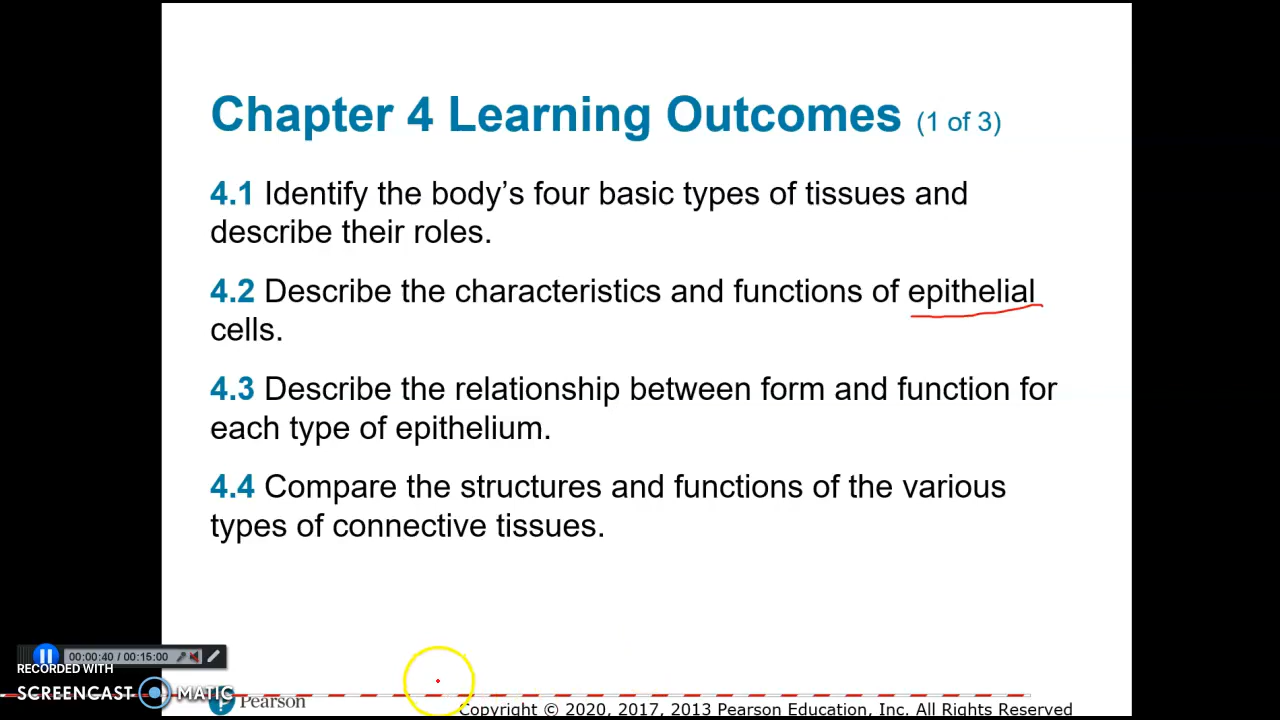 Chapter 4 Learning Outcomes (1 of 3)
4.1 Identify the body’s four basic types of tissues and
describe their roles.
4.2 Describe the characteristics and functions of epithelial
cells.
4.3 Describe the relationship between form and function for
each type of epithelium.
4.4 Compare the structures and functions of the various
types of connective tissues.
00:00:40 / 00:15:00
RECORDED WITH
SCREENCAST MATIC
Pearson
Copyright © 2020, 2017, 2013 Pearson Education, Inc. All Rights Reserved